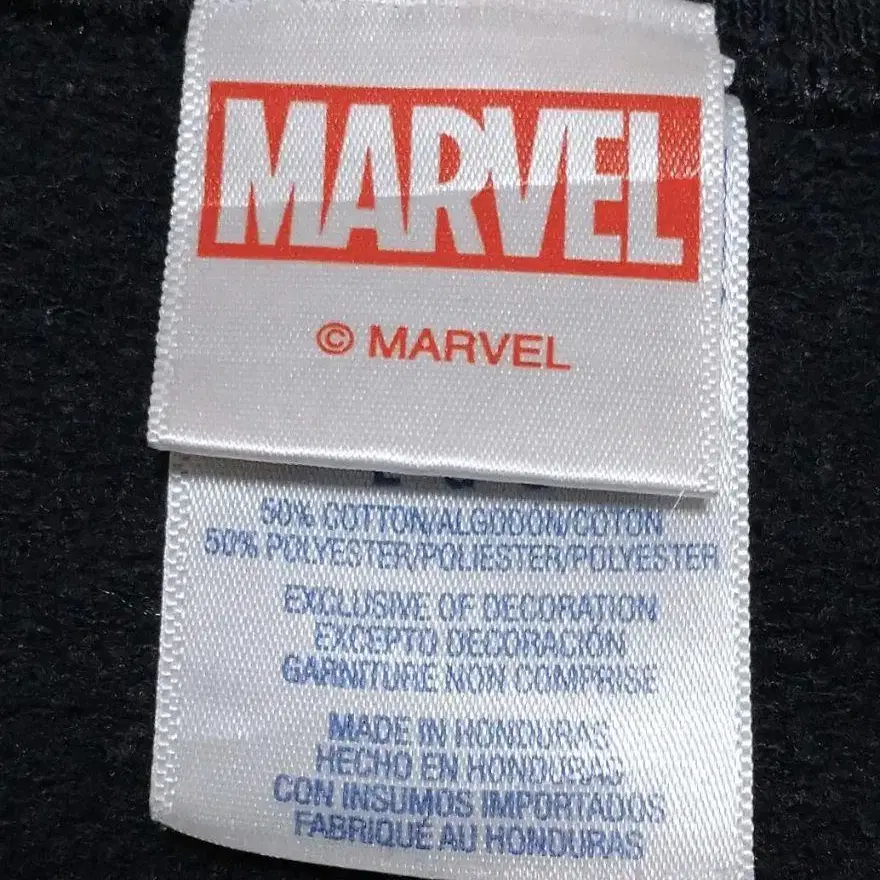 MARVEL
© MARVEL
50% COTTON/ALGODON/COTON
50% POLYESTER/POLIESTER/POLYESTER
EXCLUSIVE OF DECORATION
EXCEPTO DECORACIÓN
GARNITURE NON COMPRISE
MADE IN HONDURAS
HECHO EN HONDURAS
CON INSUMOS IMPORTADOS
FABRIQUÉ AU HONDURAS